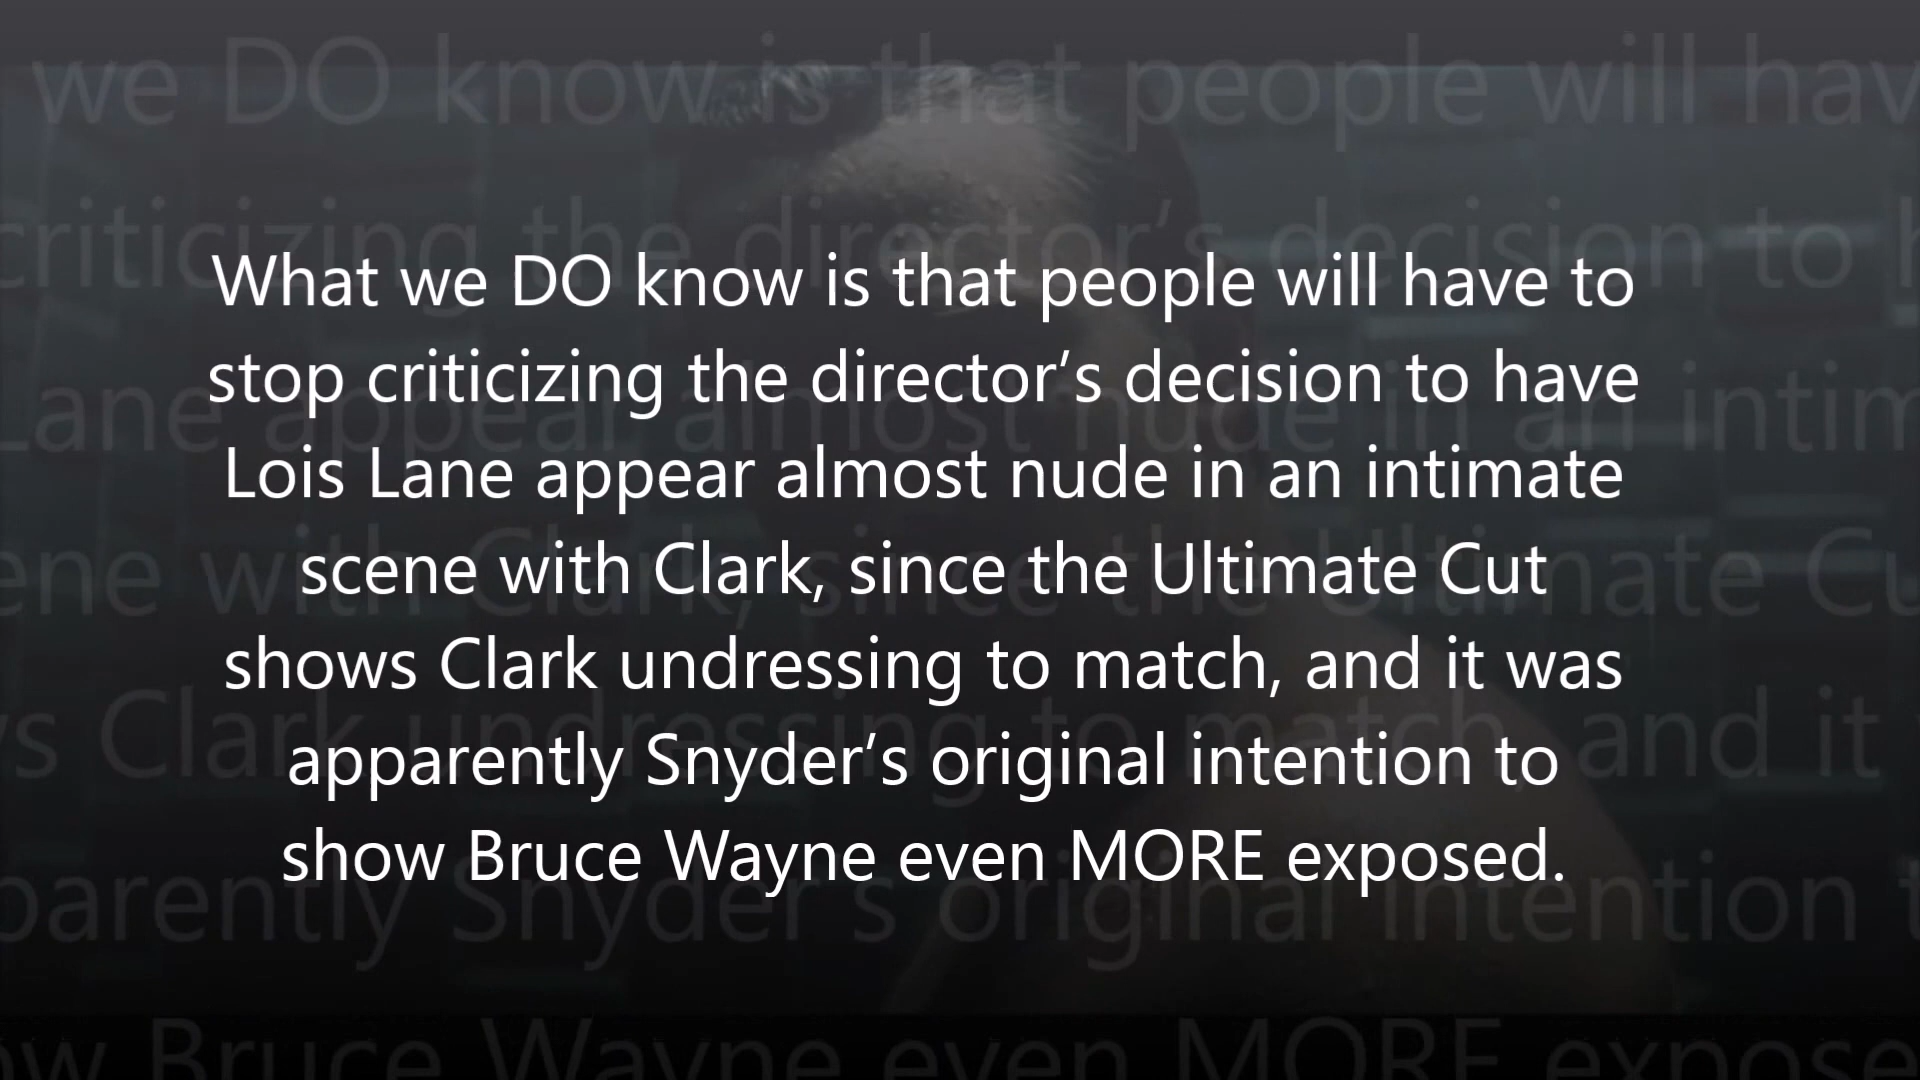 What we DO know is that people will have to
stop criticizing the director's decision to have
Lois Lane appear almost nude in an intimate
scene with Clark, since the Ultimate Cut
shows Clark undressing to match, and it was
apparently Snyder's original intention to
show Bruce Wayne even MORE exposed.